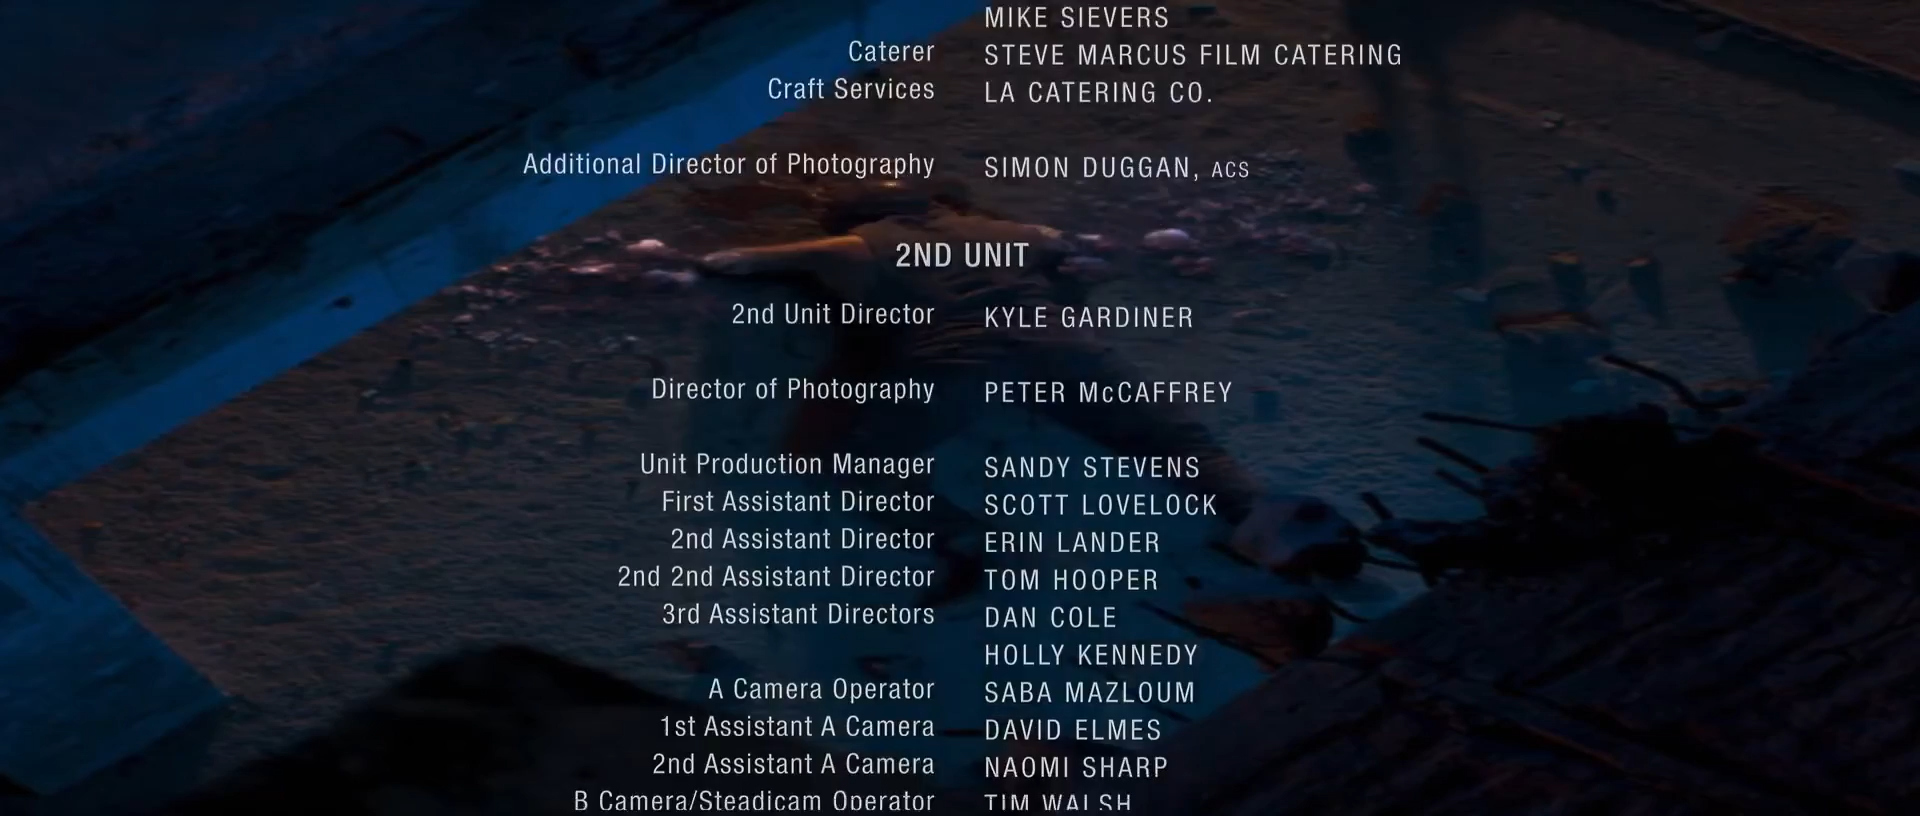 MIKE SIEVERS
Caterer STEVE MARCUS FILM CATERING
Craft Services LA CATERING CO.
Additional Director of Photography SIMON DUGGAN, ACS
2ND UNIT
2nd Unit Director KYLE GARDINER
Director of Photography PETER McCAFFREY
Unit Production Manager SANDY STEVENS
First Assistant Director SCOTT LOVELOCK
2nd Assistant Director ERIN LANDER
2nd 2nd Assistant Director TOM HOOPER
3rd Assistant Directors DAN COLE
HOLLY KENNEDY
A Camera Operator SABA MAZLOUM
1st Assistant A Camera DAVID ELMES
2nd Assistant A Camera NAOMI SHARP
B Camera/Steadicam Operator TIM WALSH